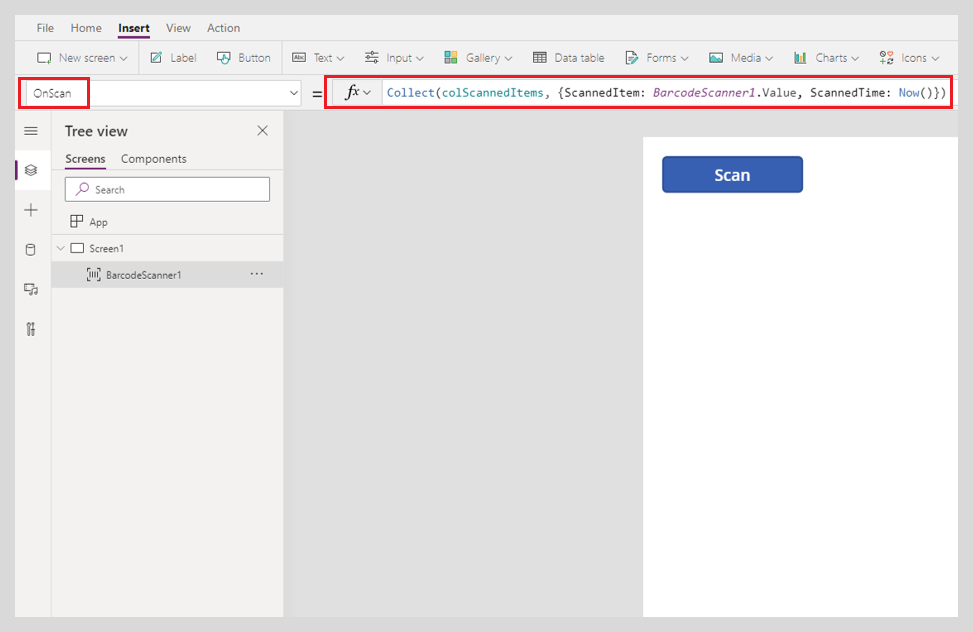 File Home Insert View Action
New screen Label Button Text Input Gallery Data table Forms Media Charts Icons
OnScan = fx Collect(colScannedItems, {ScannedItem: BarcodeScanner1.Value, ScannedTime: Now()})
Tree view
Screens Components
Search
App
Screen1
BarcodeScanner1 ...
Scan